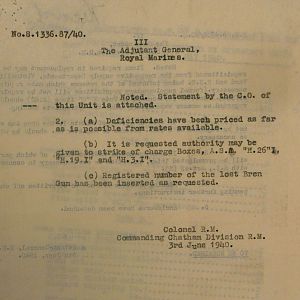 No.8.1336.87/40.
III
The Adjutant General,
Royal Marines.
Noted. Statement by the C.O. of
this Unit is attached.
2, (a) Deficiencies have been priced as far
as is possible from rates available.
(b) It is requested authority may be
given to strike of charge Boxes, A.S.A. "H.26"I,
"H.19.I" and "H.3.I".
(c) Registered number of the lost Bren
Gun has been inserted as requested.
Colonel R.M.
Commanding Chatham Division R.M.
3rd June 1940.